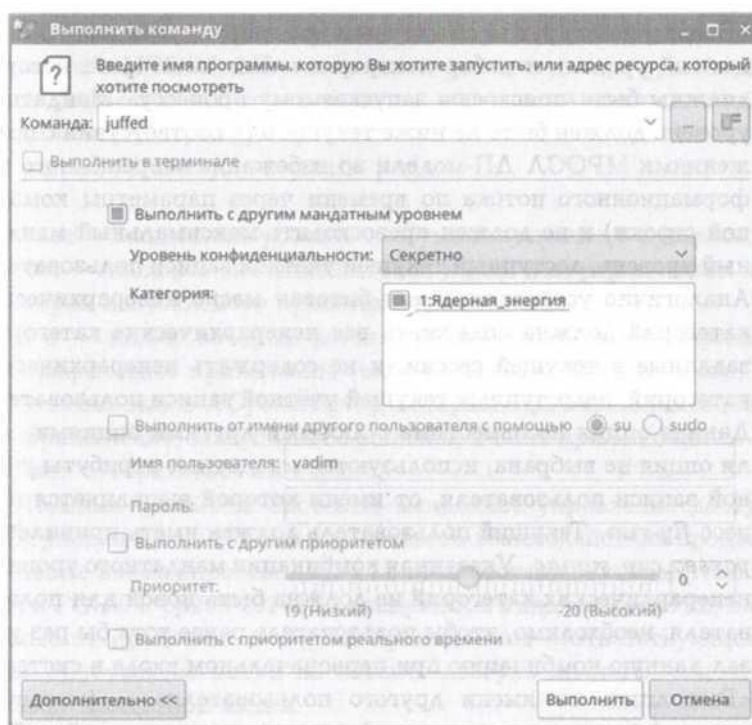 Выполнить команду
Введите имя программы, которую Вы хотите запустить, или адрес ресурса, который
хотите посмотреть
Команда: juffed
Выполнить в терминале
Выполнить с другим мандатным уровнем
Уровень конфиденциальности: Секретно
Категория: 1:Ядерная_энергия
Выполнить от имени другого пользователя с помощью su sudo
Имя пользователя: vadim
Пароль:
Выполнить с другим приоритетом
Приоритет: 0
19 (Низкий) -20 (Высокий)
Выполнить с приоритетом реального времени
Дополнительно << Выполнить Отмена